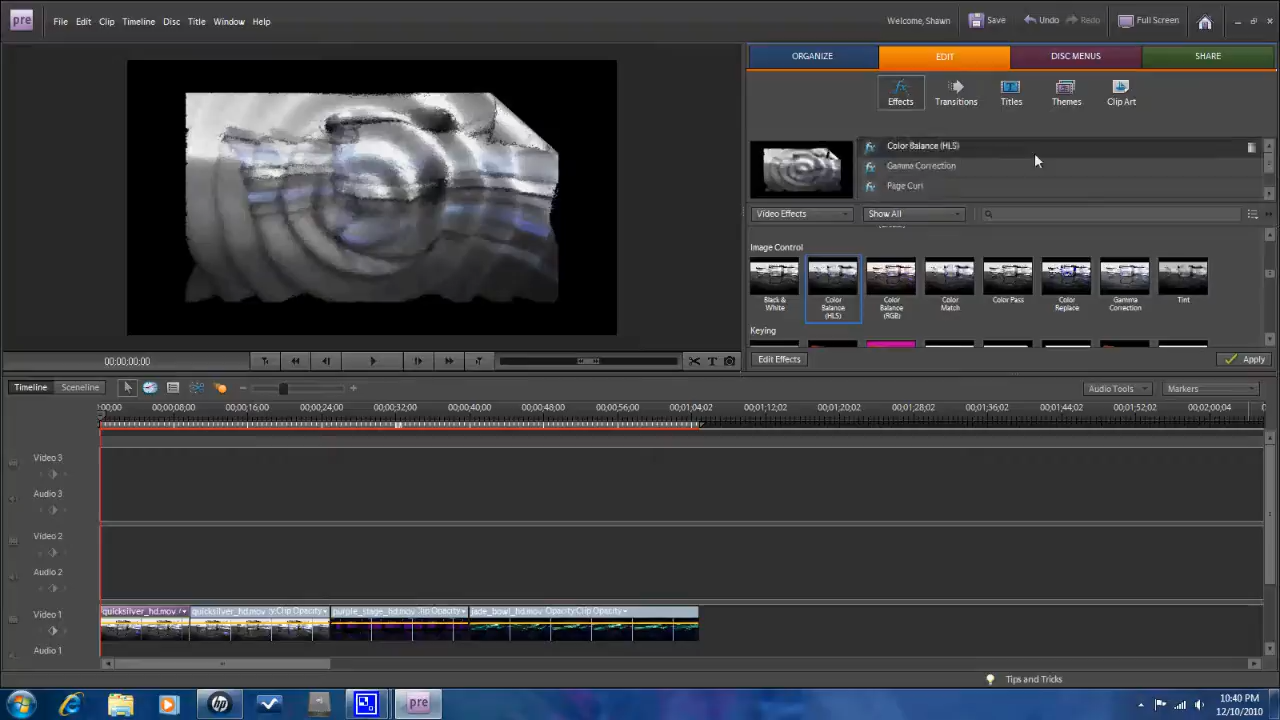 pre File Edit Clip Timeline Disc Title Window Help Welcome, Shawn Save Undo Redo Full Screen
ORGANIZE EDIT DISC MENUS SHARE
Effects Transitions Titles Themes Clip Art
fx Color Balance (HLS)
fx Gamma Correction
fx Page Curl
Video Effects Show All
Image Control
Black & White
Color Balance (HLS)
Color Balance (RGB)
Color Match
Color Pass
Color Replace
Gamma Correction
Tint
Keying
00;00;00;00 T Edit Effects Apply
Timeline Sceneline Audio Tools Markers
;00;00 00;00;08;00 00;00;16;00 00;00;24;00 00;00;32;00 00;00;40;00 00;00;48;00 00;00;56;00 00;01;04;02 00;01;12;02 00;01;20;02 00;01;28;02 00;01;36;02 00;01;44;02 00;01;52;02 00;02;00;04
Video 3
Audio 3
Video 2
Audio 2
Video 1 quicksilver_hd.mov quicksilver_hd.mov y:Clip Opacity purple_stage_hd.mov Clip Opacity jade_bowl_hd.mov Opacity:Clip Opacity
Audio 1
Tips and Tricks
hp pre 10:40 PM
12/10/2010